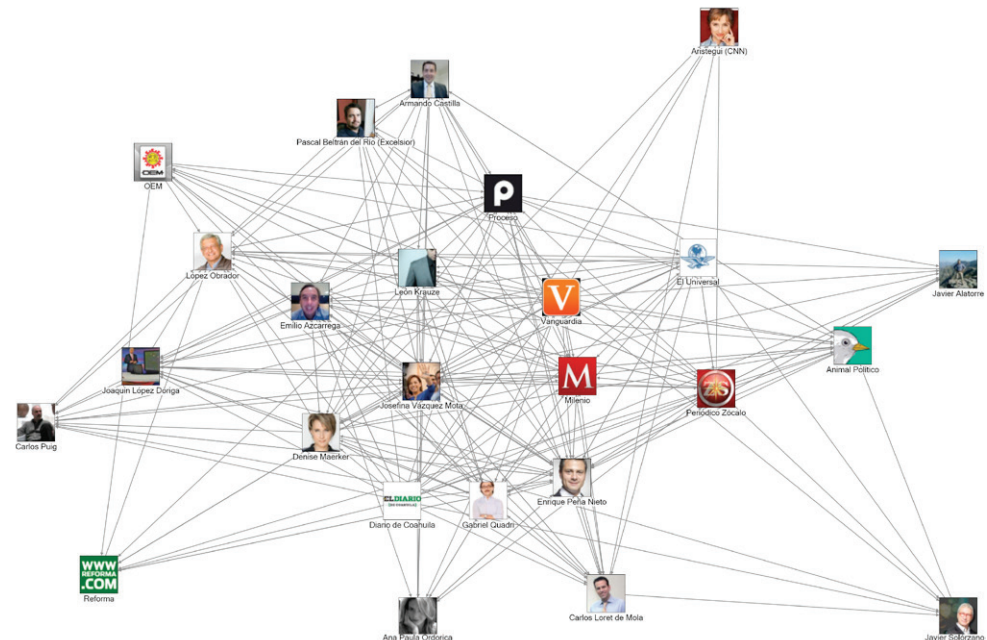 Aristegui (CNN)
Armando Castilla
Pascal Beltrán del Río (Excelsior)
OEM
OEM
P
Proceso
López Obrador
León Krauze
El Universal
Javier Alatorre
Emilio Azcarrega
V
Vanguardia
Animal Político
Joaquín López Dóriga
M
Milenio
ZS
Periódico Zócalo
Josefina Vázquez Mota
Carlos Puig
Denise Maerker
Enrique Peña Nieto
ELDIARIO
Diario de Coahuila
Gabriel Quadri
WWW
REFORMA
.COM
Reforma
Carlos Loret de Mola
Ana Paula Ordorica
Javier Solórzano